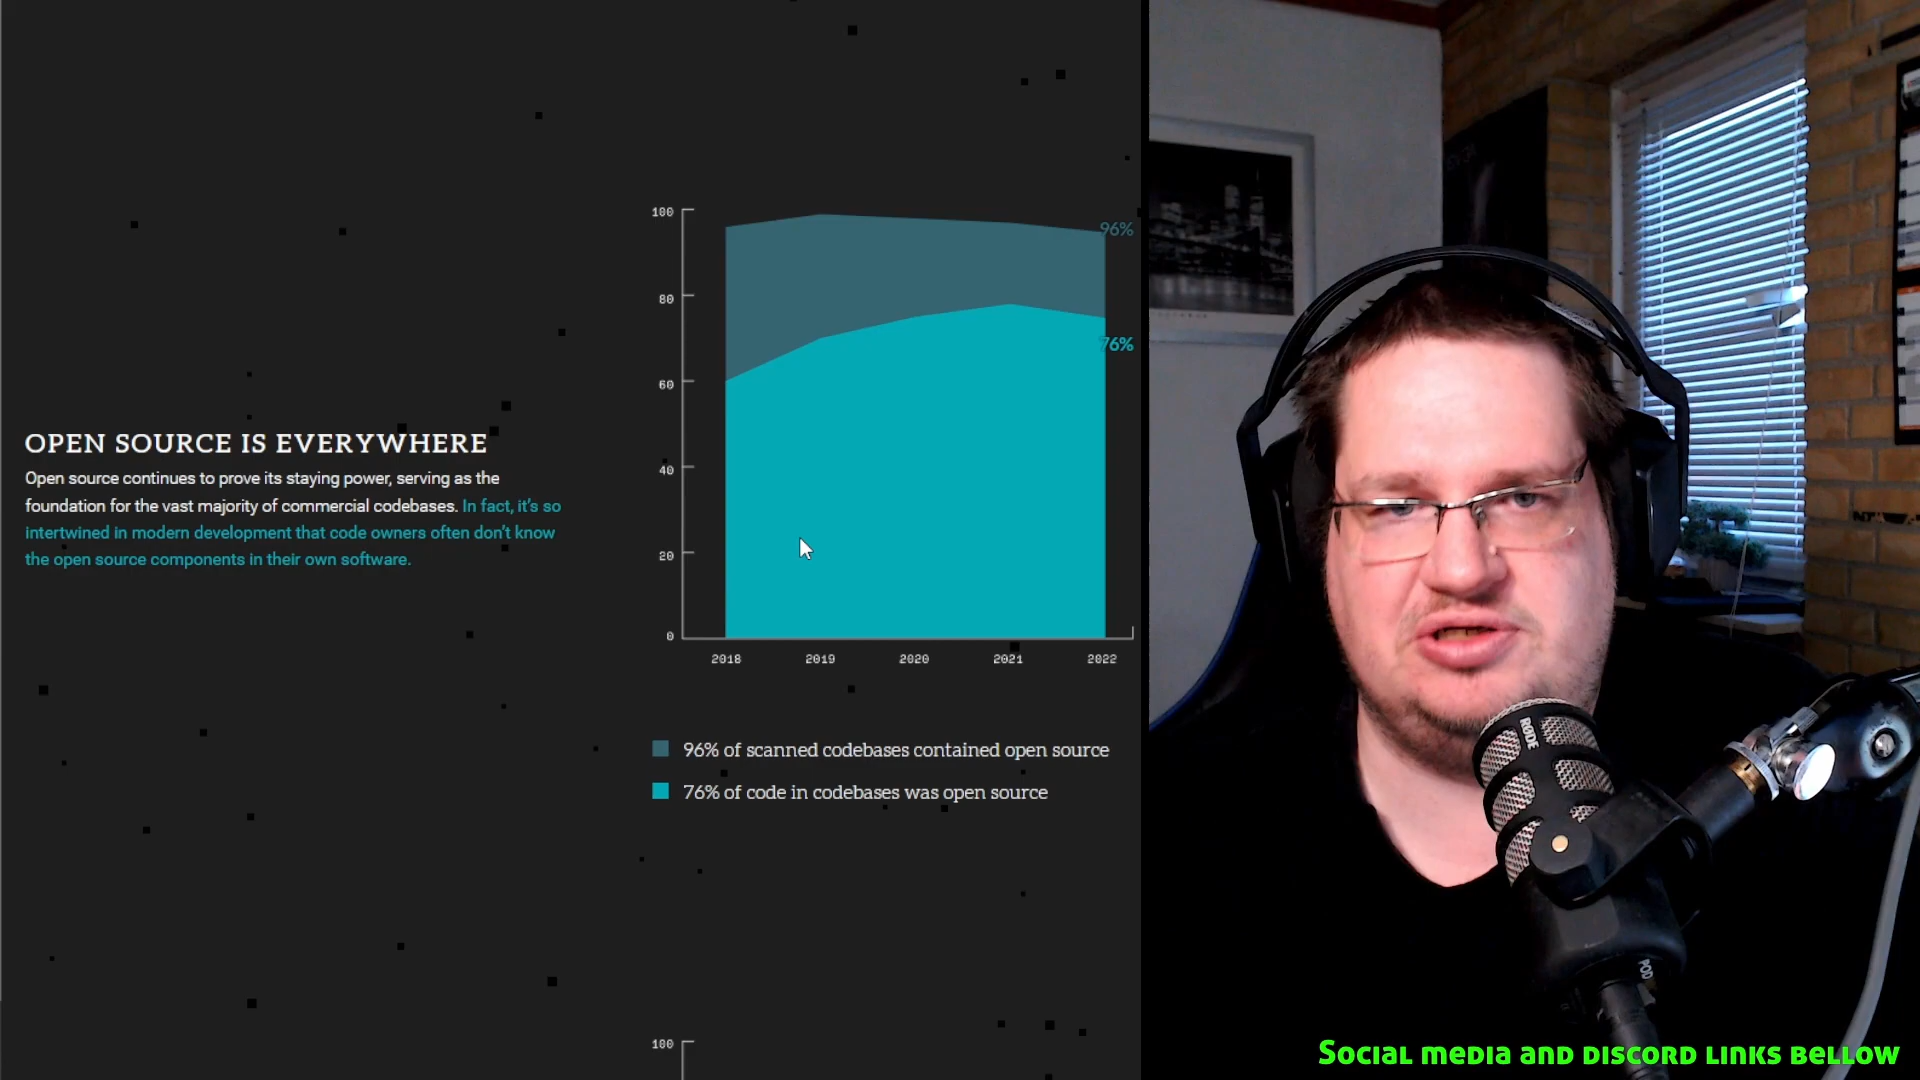 100
96%
80
76%
60
OPEN SOURCE IS EVERYWHERE
Open source continues to prove its staying power, serving as the
foundation for the vast majority of commercial codebases. In fact, it's so
intertwined in modern development that code owners often don't know
the open source components in their own software.
40
20
0
2018 2019 2020 2021 2022
96% of scanned codebases contained open source
76% of code in codebases was open source
100
RØDE
POD
Social media and discord links bellow